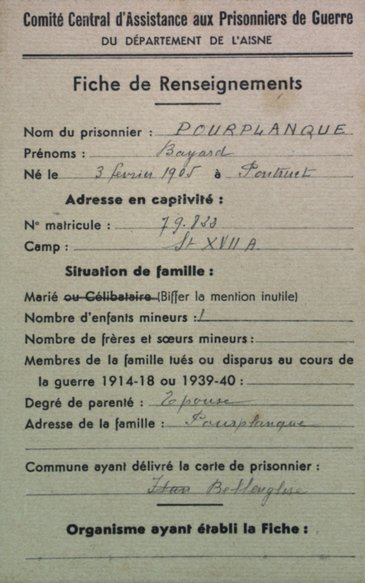 Comité Central d'Assistance aux Prisonniers de Guerre
DU DÉPARTEMENT DE L'AISNE
Fiche de Renseignements
Nom du prisonnier : POURPLANQUE
Prénoms : Bayard
Né le 3 février 1905 à Pontruet
Adresse en captivité :
No matricule : 79.833
Camp : St XVII A
Situation de famille :
Marié ou Célibataire (Biffer la mention inutile)
Nombre d'enfants mineurs : 1
Nombre de frères et sœurs mineurs :
Membres de la famille tués ou disparus au cours de
la guerre 1914-18 ou 1939-40 :
Degré de parenté : Epouse
Adresse de la famille : Pourplanque
Commune ayant délivré la carte de prisonnier :
Bellenglise
Organisme ayant établi la Fiche :